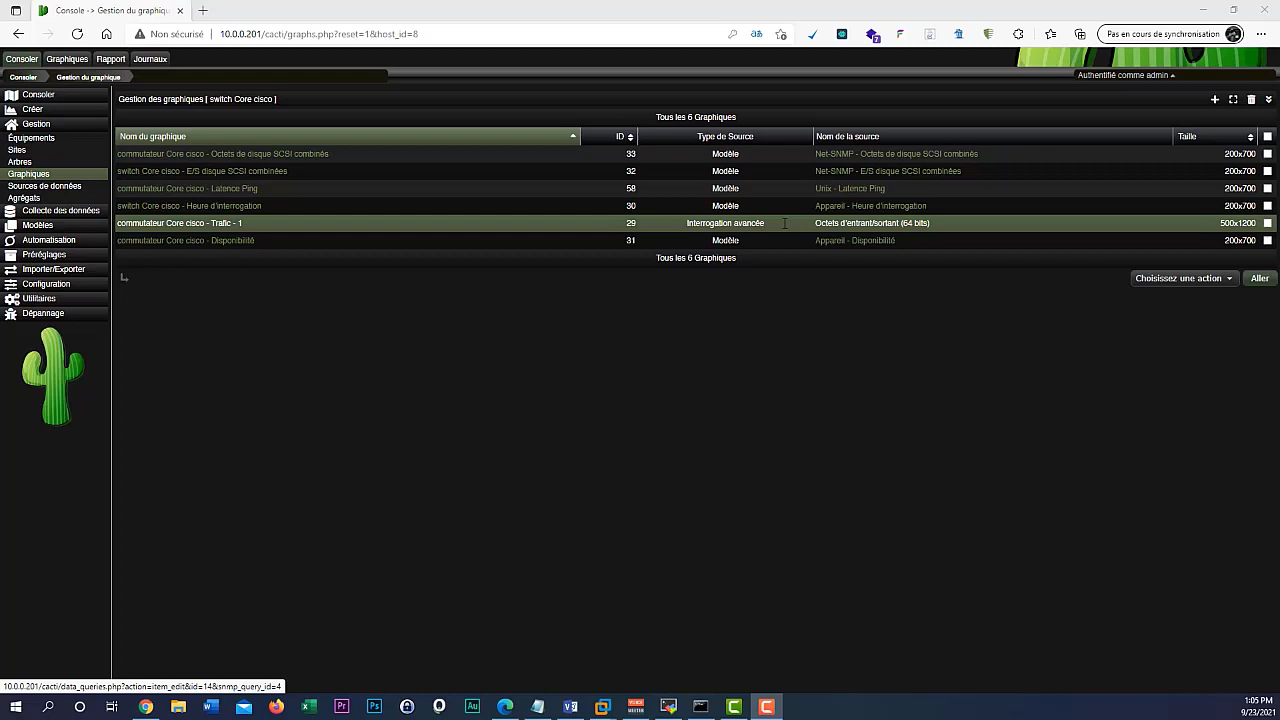 Console -> Gestion du graphiqu
Non sécurisé
10.0.0.201/cacti/graphs.php?reset=1&host_id=8
Pas en cours de synchronisation
Consoler
Graphiques
Rapport
Journaux
Consoler
Gestion du graphique
Authentifié comme admin
Consoler
Créer
Gestion
Équipements
Sites
Arbres
Graphiques
Sources de données
Agrégats
Collecte des données
Modèles
Automatisation
Préréglages
Importer/Exporter
Configuration
Utilitaires
Dépannage
Gestion des graphiques [ switch Core cisco ]
Tous les 6 Graphiques
Nom du graphique ID Type de Source Nom de la source Taille
commutateur Core cisco - Octets de disque SCSI combinés 33 Modèle Net-SNMP - Octets de disque SCSI combinés 200x700
switch Core cisco - E/S disque SCSI combinées 32 Modèle Net-SNMP - E/S disque SCSI combinées 200x700
commutateur Core cisco - Latence Ping 58 Modèle Unix - Latence Ping 200x700
switch Core cisco - Heure d'interrogation 30 Modèle Appareil - Heure d'interrogation 200x700
commutateur Core cisco - Trafic - 1 29 Interrogation avancée Octets d'entrant/sortant (64 bits) 500x1200
commutateur Core cisco - Disponibilité 31 Modèle Appareil - Disponibilité 200x700
Tous les 6 Graphiques
Choisissez une action
Aller
10.0.0.201/cacti/data_queries.php?action=item_edit&id=14&snmp_query_id=4
1:05 PM
9/23/2021